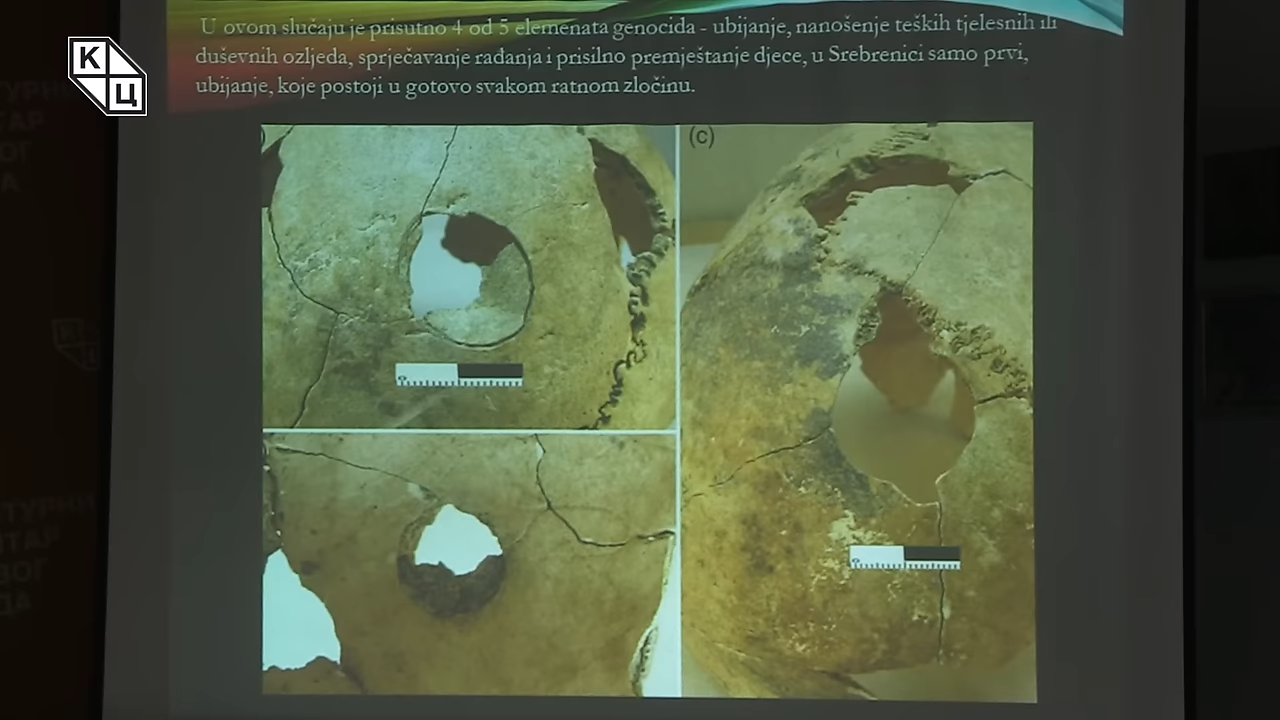 U ovom slučaju je prisutno 4 od 5 elemenata genocida - ubijanje, nanošenje teških tjelesnih ili
duševnih ozljeda, sprječavanje rađanja i prisilno premještanje djece, u Srebrenici samo prvi,
ubijanje, koje postoji u gotovo svakom ratnom zločinu.
К
Ц
(c)